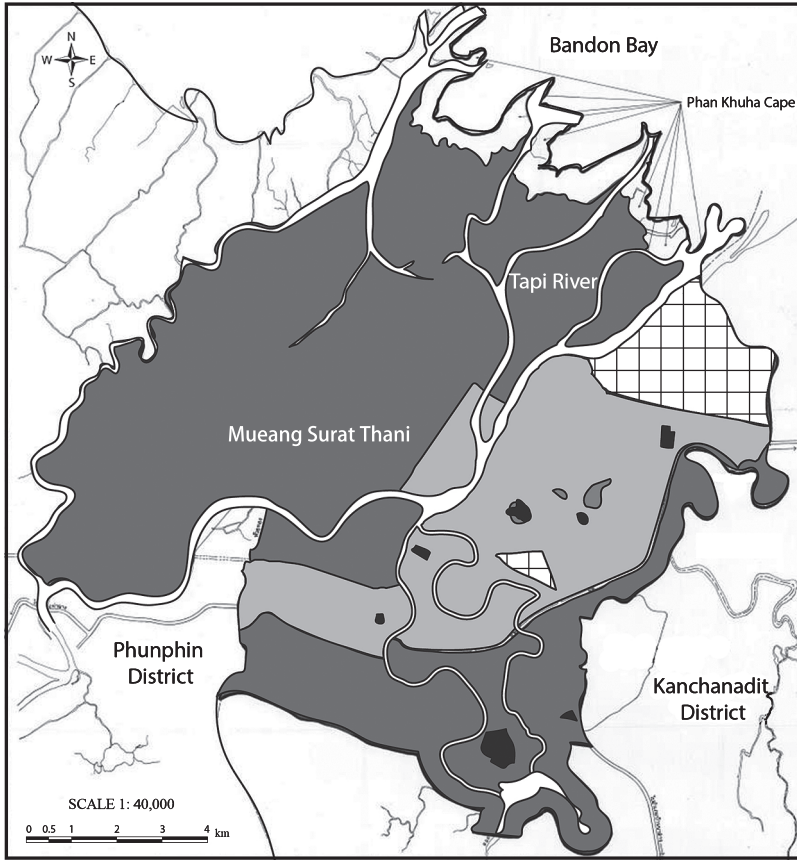 Bandon Bay
N
W E
S
Phan Khuha Cape
Tapi River
Mueang Surat Thani
Phunphin
District
Kanchanadit
District
SCALE 1: 40,000
0 0.5 1 2 3 4 km